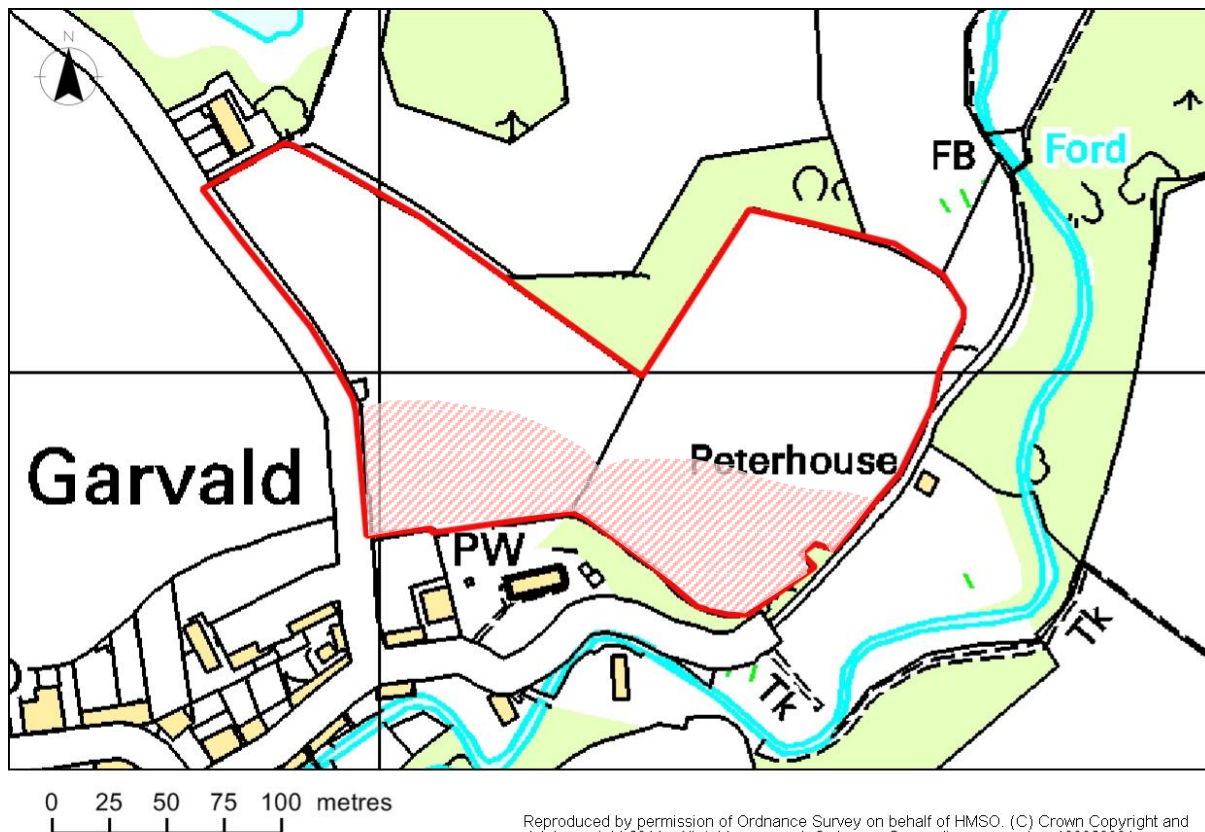 N
FB
Ford
Garvald
Peterhouse
PW
Tk
Tk
0 25 50 75 100 metres
Reproduced by permission of Ordnance Survey on behalf of HMSO. (C) Crown Copyright and